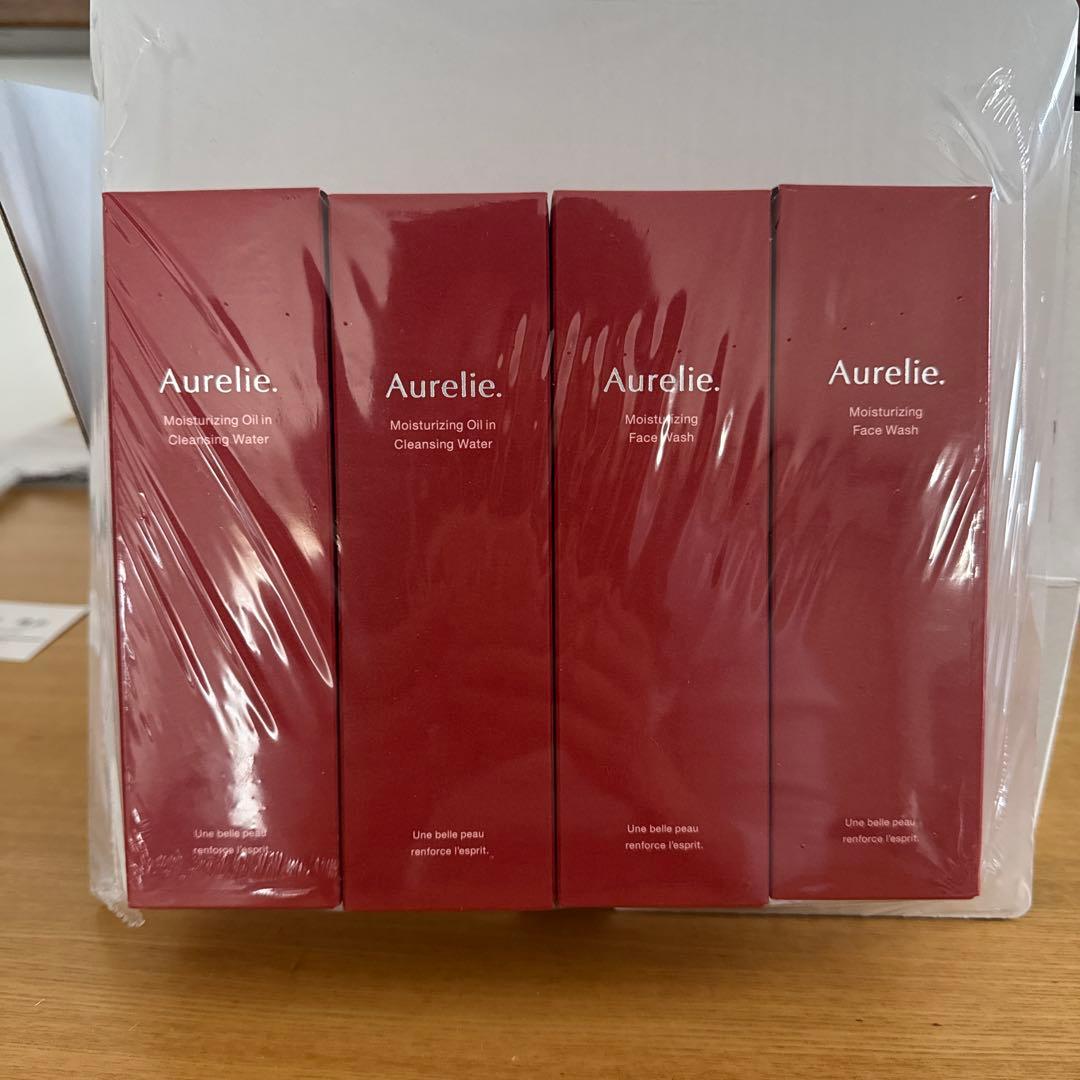 Aurelie.
Moisturizing Oil in
Cleansing Water
Une belle peau
renforce l'esprit.
Aurelie.
Moisturizing Oil in
Cleansing Water
Une belle peau
renforce l'esprit.
Aurelie.
Moisturizing
Face Wash
Une belle peau
renforce l'esprit.
Aurelie.
Moisturizing
Face Wash
Une belle peau
renforce l'esprit.